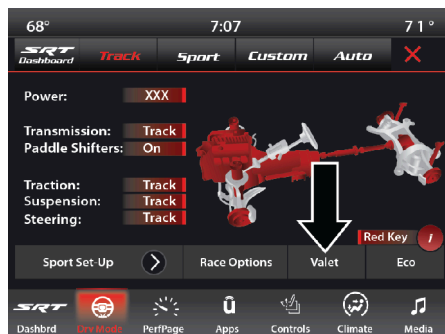 68° 7:07 71°
SRT Dashboard Track Sport Custom Auto X
Power: XXX
Transmission: Track
Paddle Shifters: On
Traction: Track
Suspension: Track
Steering: Track
Red Key i
Sport Set-Up Race Options Valet Eco
SRT
Dashbrd Drv Mode PerfPage Apps Controls Climate Media